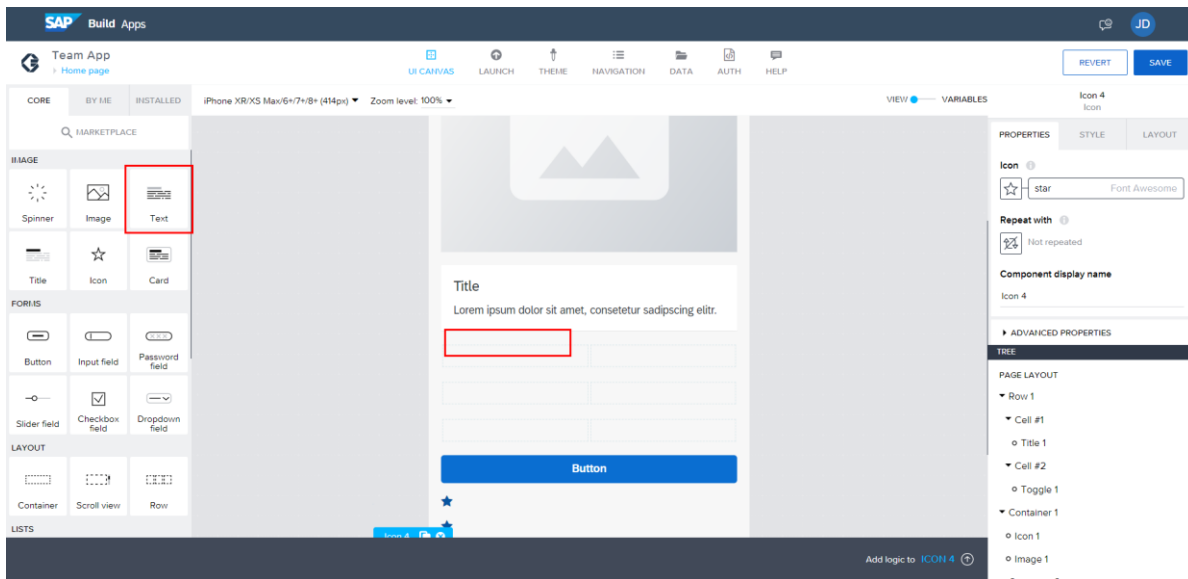 SAP Build Apps
JD
Team App
Home page
UI CANVAS LAUNCH THEME NAVIGATION DATA AUTH HELP
REVERT SAVE
CORE BY ME INSTALLED
iPhone XR/XS Max/6+/7+/8+ (414px) Zoom level: 100%
VIEW VARIABLES
Icon 4
Icon
MARKETPLACE
PROPERTIES STYLE LAYOUT
IMAGE
Spinner Image Text
Title Icon Card
FORMS
Button Input field Password field
Slider field Checkbox field Dropdown field
LAYOUT
Container Scroll view Row
LISTS
Title
Lorem ipsum dolor sit amet, consetetur sadipscing elitr.
Button
Icon 4
Icon
star Font Awesome
Repeat with
Not repeated
Component display name
Icon 4
ADVANCED PROPERTIES
TREE
PAGE LAYOUT
Row 1
Cell #1
Title 1
Cell #2
Toggle 1
Container 1
Icon 1
Image 1
Add logic to ICON 4